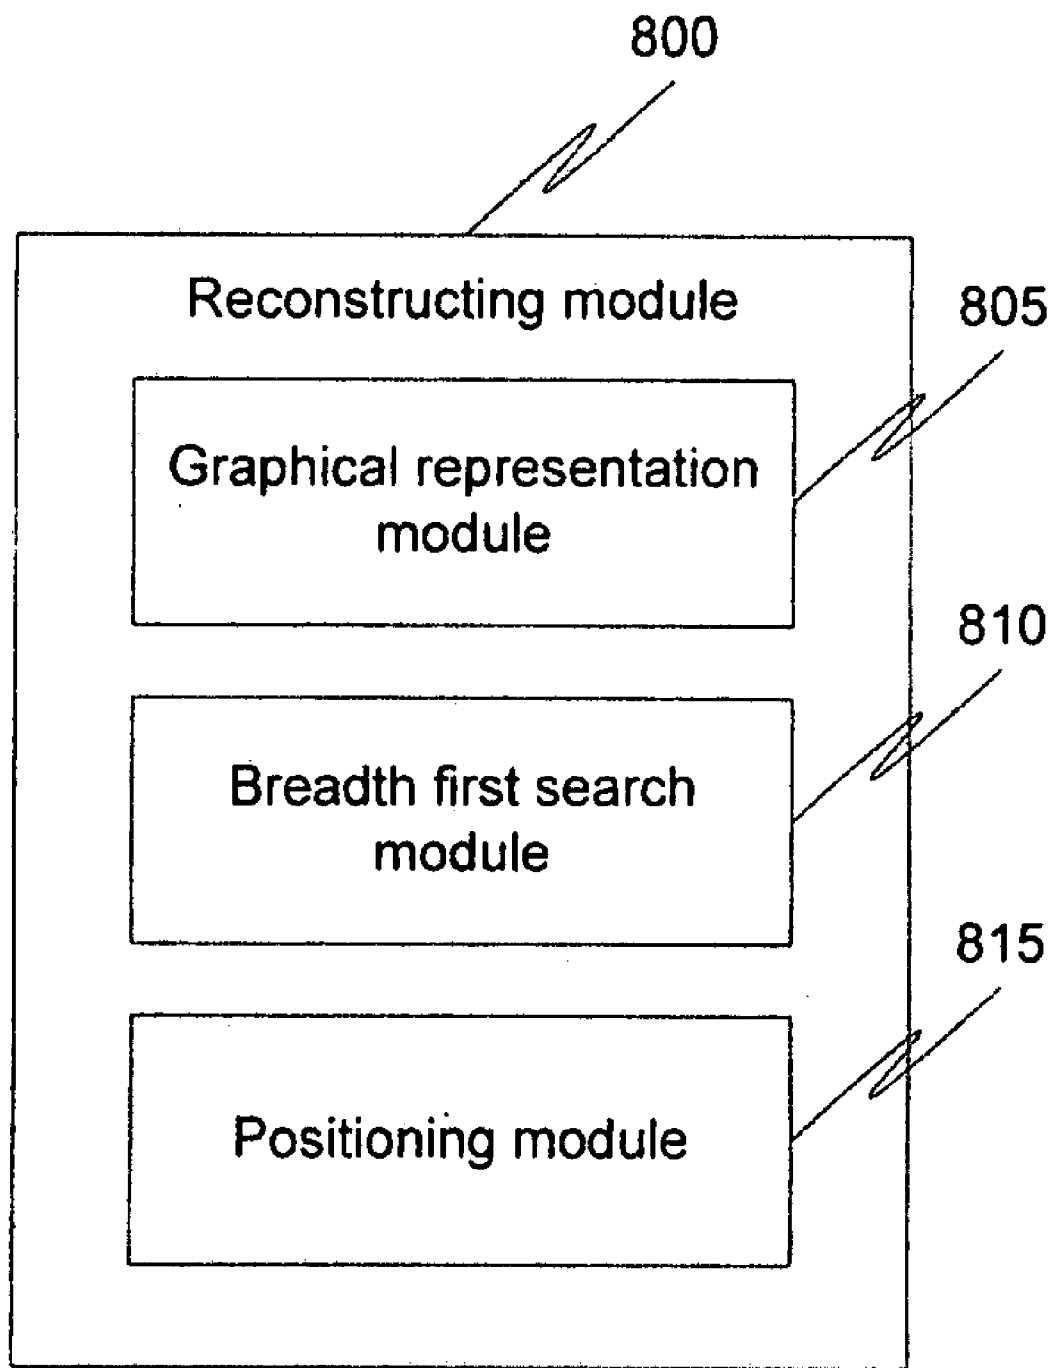 800
Reconstructing module
805
Graphical representation
module
810
Breadth first search
module
815
Positioning module